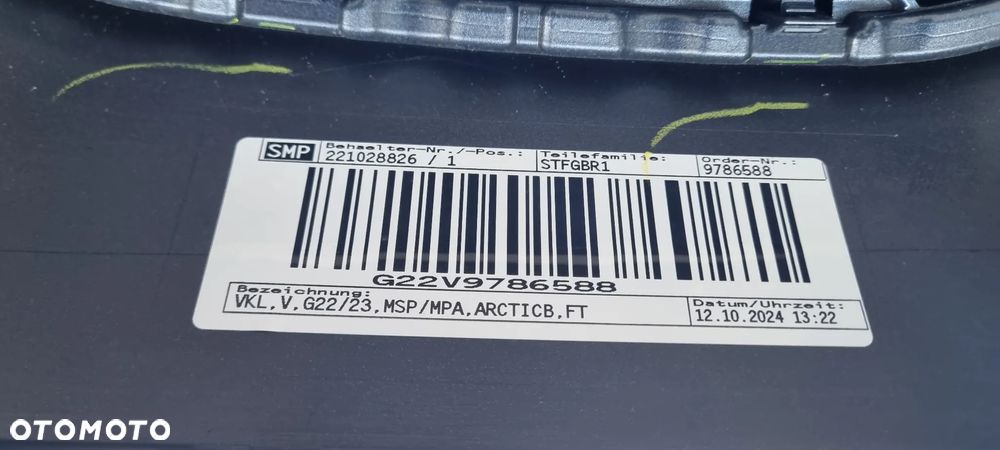 SMP Behaelter-Nr./-Pos.: Teilefamilie: Order-Nr.:
221028826 / 1 STFGBR1 9786588
G22V9786588
Bezeichnung: Datum/Uhrzeit:
VKL,V,G22/23,MSP/MPA,ARCTICB,FT 12.10.2024 13:22
OTOMOTO